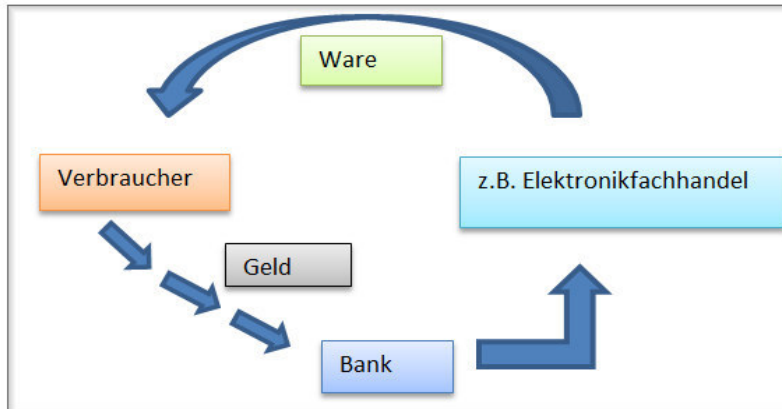 Ware
Verbraucher
z.B. Elektronikfachhandel
Geld
Bank